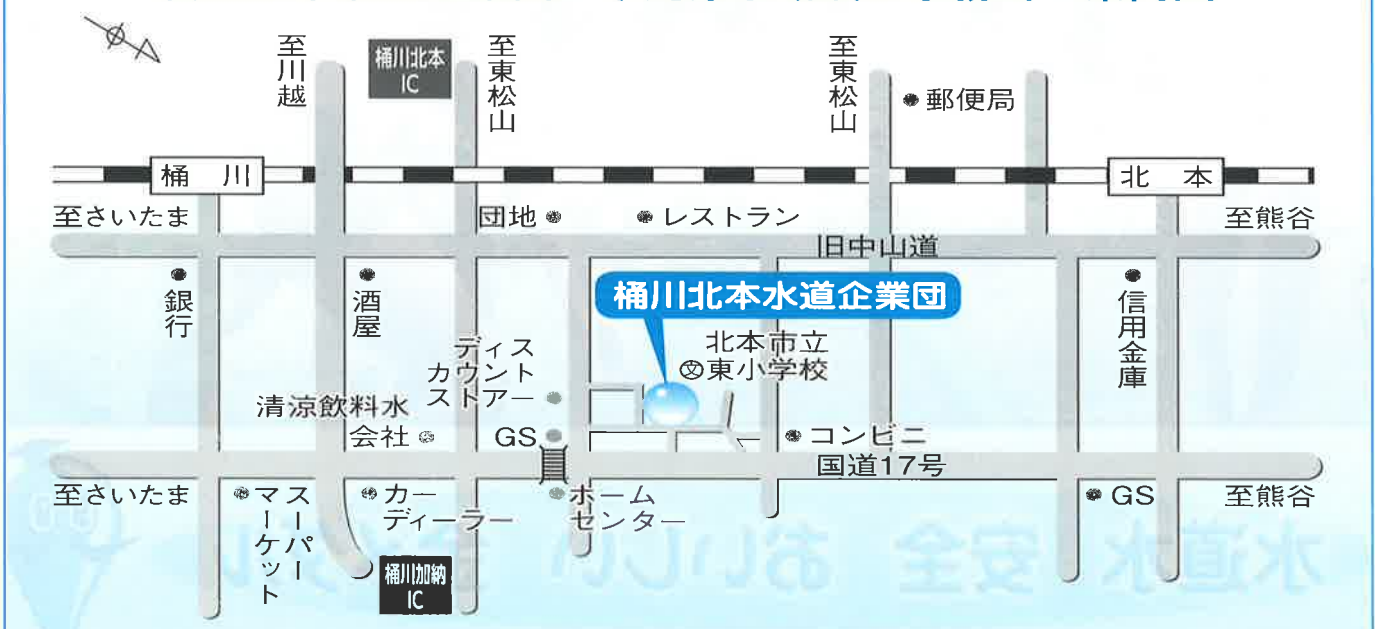 至川越
桶川北本
IC
至東松山
至東松山
郵便局
桶 川
北 本
至さいたま
団地
レストラン
至熊谷
旧中山道
銀行
酒屋
桶川北本水道企業団
信用金庫
北本市立
東小学校
ディス
カウント
ストアー
清涼飲料水
会社
GS
コンビニ
国道17号
至さいたま
スーパー
マーケット
カー
ディーラー
ホーム
センター
GS
至熊谷
桶川加納
IC
水道水 安全 おいしい